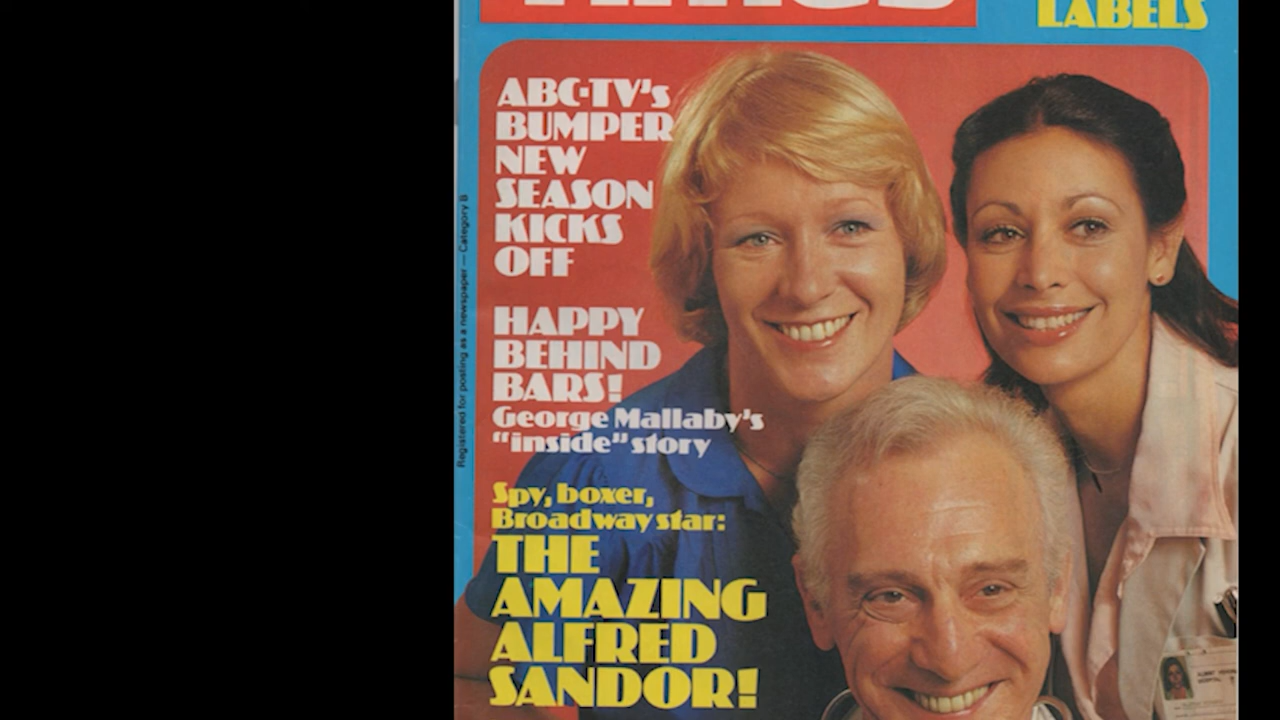 LABELS
ABC-TV's
BUMPER
NEW
SEASON
KICKS
OFF
HAPPY
BEHIND
BARS!
George Mallaby's
"inside" story
Spy, boxer,
Broadway star:
THE
AMAZING
ALFRED
SANDOR!
Registered for posting as a newspaper — Category B